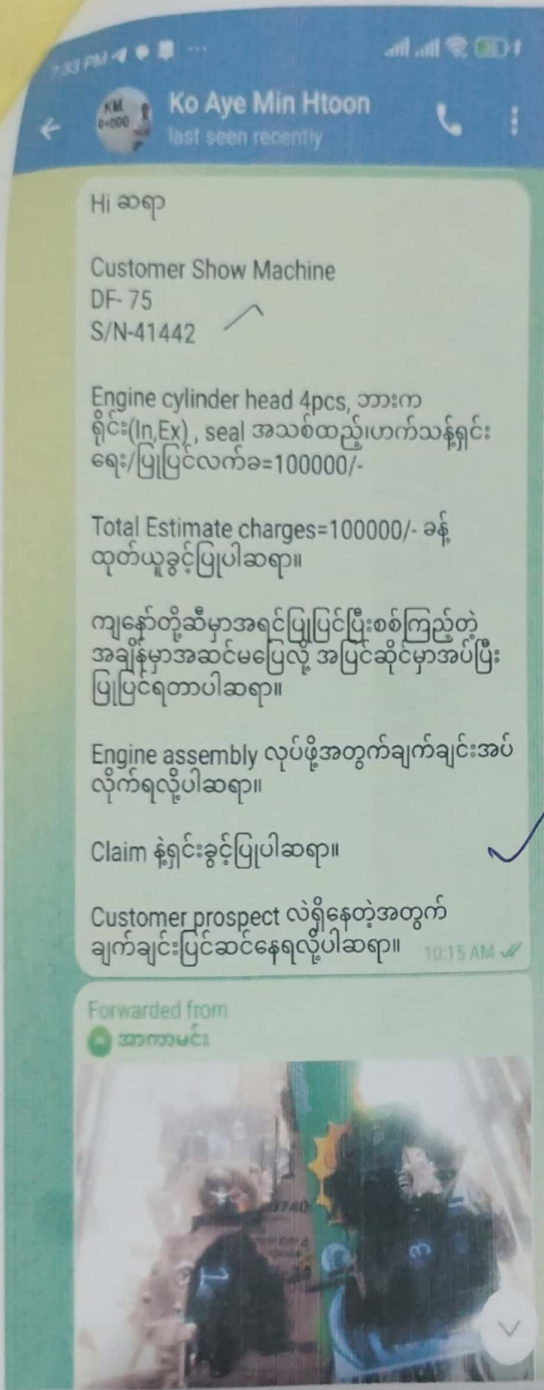 7:33 PM
Ko Aye Min Htoon
last seen recently
Hi ဆရာ
Customer Show Machine
DF- 75
S/N-41442
Engine cylinder head 4pcs, ဘားက
ရိုင်း(In,Ex) , seal အသစ်ထည့်၊ဟက်သန့်ရှင်း
ရေး/ပြုပြင်လက်ခ=100000/-
Total Estimate charges=100000/- ခန့်
ထုတ်ယူခွင့်ပြုပါဆရာ။
ကျနော်တို့ဆီမှာအရင်ပြုပြင်ပြီးစစ်ကြည့်တဲ့
အချိန်မှာအဆင်မပြေလို့ အပြင်ဆိုင်မှာအပ်ပြီး
ပြုပြင်ရတာပါဆရာ။
Engine assembly လုပ်ဖို့အတွက်ချက်ချင်းအပ်
လိုက်ရလို့ပါဆရာ။
Claim နဲ့ရှင်းခွင့်ပြုပါဆရာ။
Customer prospect လဲရှိနေတဲ့အတွက်
ချက်ချင်းပြင်ဆင်နေရလို့ပါဆရာ။ 10:15 AM
Forwarded from
အာကာမင်း